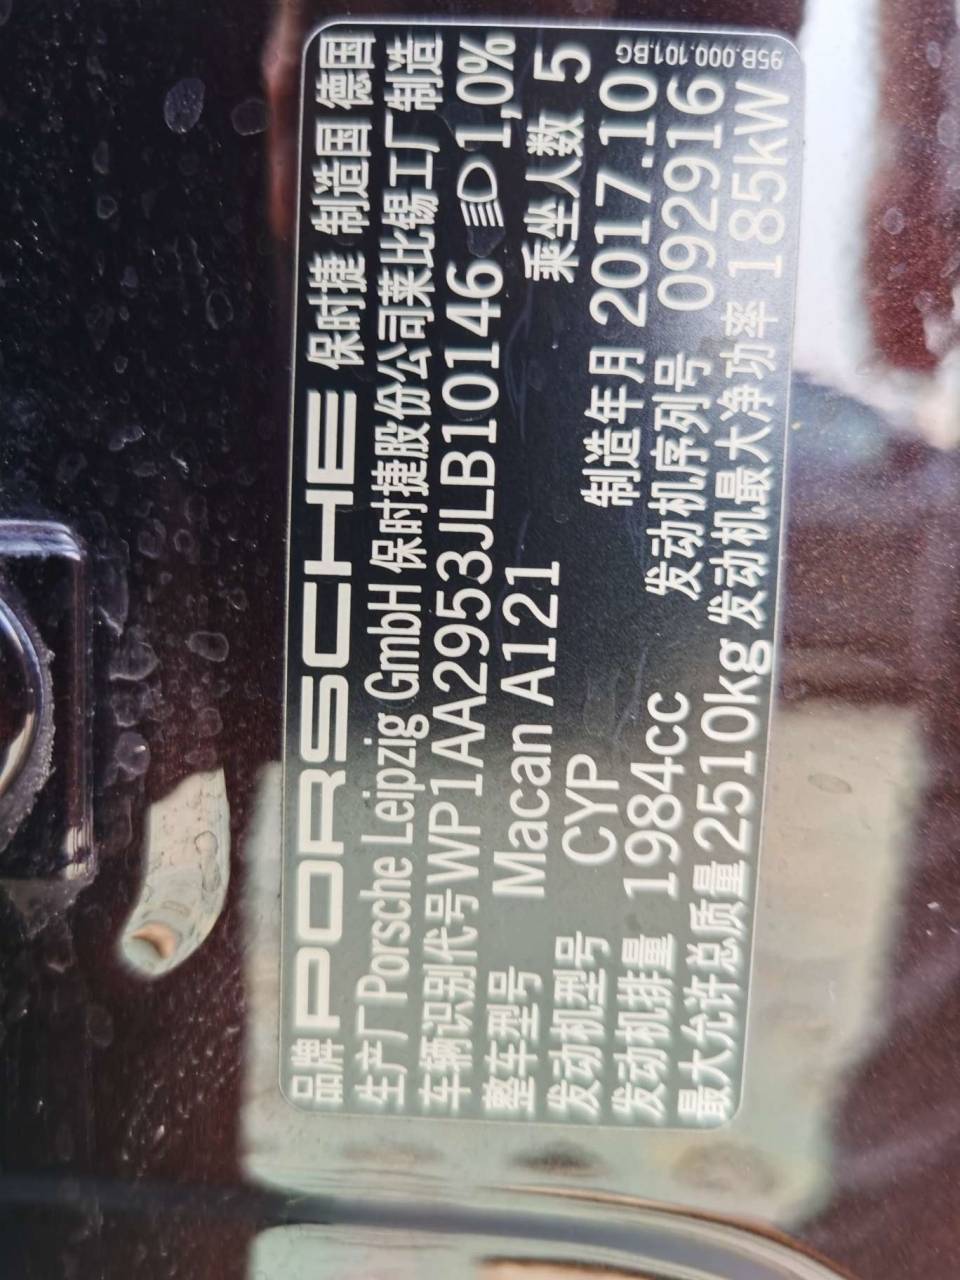 95B.000.101.BG
品牌 PORSCHE 保时捷 制造国 德国
生产厂 Porsche Leipzig GmbH 保时捷股份公司莱比锡工厂制造
车辆识别代号 WP1AA2953JLB10146 1,0%
整车型号 Macan A121 乘坐人数 5
发动机型号 CYP 制造年月 2017.10
发动机排量 1984cc 发动机序列号 092916
最大允许总质量 2510kg 发动机最大净功率 185kW